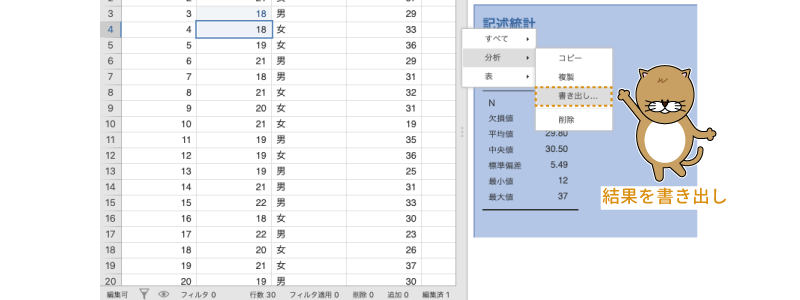 3 3 18 男 29
4 4 18 女 33
5 5 19 女 36
6 6 21 男 29
7 7 18 男 31
8 8 21 女 32
9 9 20 女 31
10 10 21 女 19
11 11 19 男 35
12 12 19 女 36
13 13 19 男 25
14 14 21 男 31
15 15 22 男 33
16 16 18 女 30
17 17 22 男 23
18 18 20 女 26
19 19 21 女 37
20 20 19 男 30
編集可 フィルタ 0 行数 30 フィルタ適用 0 削除 0 追加 0 編集済 1
記述統計
すべて
分析
表
コピー
複製
書き出し...
削除
N
欠損値
平均値 29.80
中央値 30.50
標準偏差 5.49
最小値 12
最大値 37
結果を書き出し